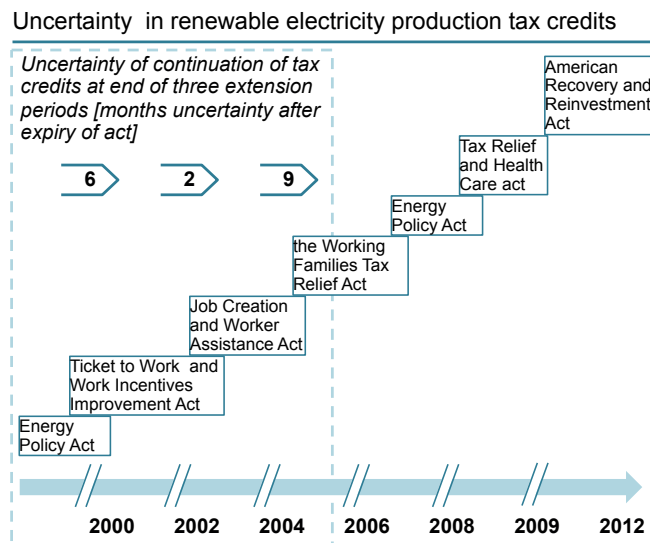 Uncertainty in renewable electricity production tax credits
Uncertainty of continuation of tax
credits at end of three extension
periods [months uncertainty after
expiry of act]
6
2
9
American
Recovery and
Reinvestment
Act
Tax Relief
and Health
Care act
Energy
Policy Act
the Working
Families Tax
Relief Act
Job Creation
and Worker
Assistance Act
Ticket to Work and
Work Incentives
Improvement Act
Energy
Policy Act
2000
2002
2004
2006
2008
2009
2012